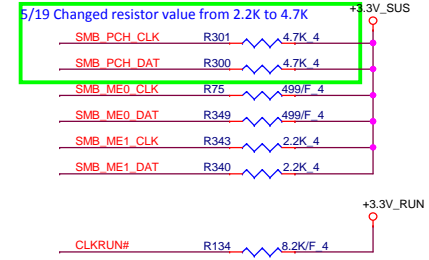 +3.3V_SUS
5/19 Changed resistor value from 2.2K to 4.7K
SMB_PCH_CLK R301 4.7K_4
SMB_PCH_DAT R300 4.7K_4
SMB_ME0_CLK R75 499/F_4
SMB_ME0_DAT R349 499/F_4
SMB_ME1_CLK R343 2.2K_4
SMB_ME1_DAT R340 2.2K_4
+3.3V_RUN
CLKRUN# R134 8.2K/F_4